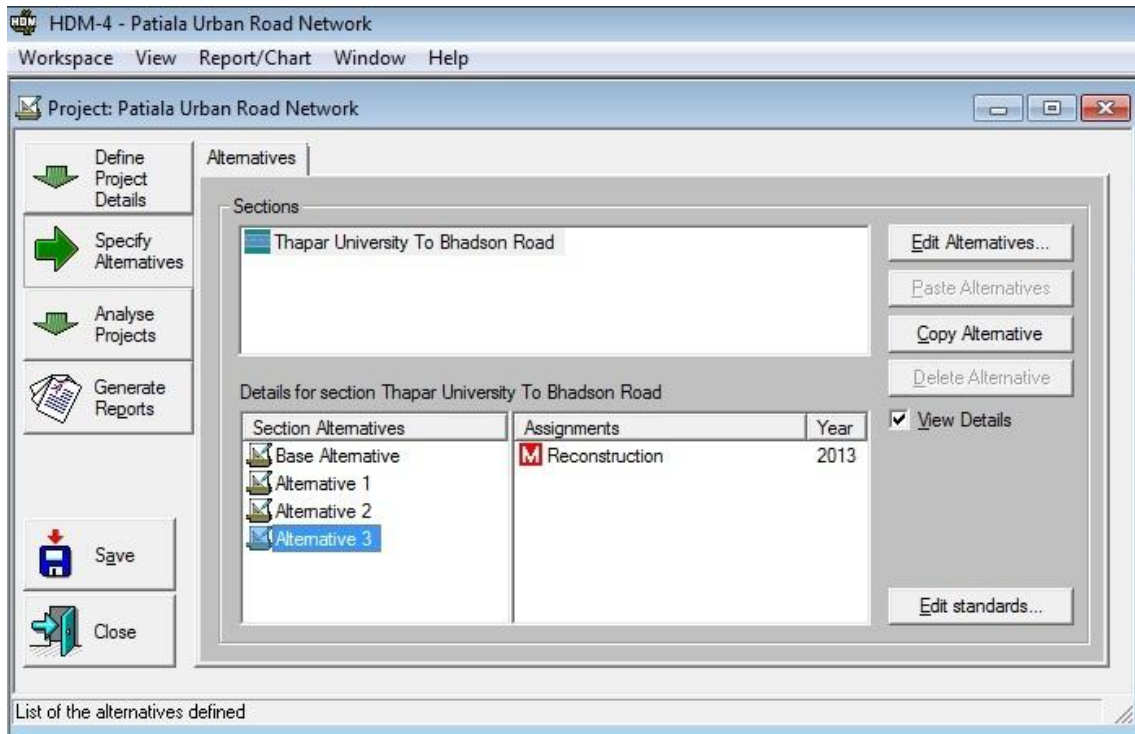 HDM-4 - Patiala Urban Road Network
Workspace View Report/Chart Window Help
Project: Patiala Urban Road Network
Define
Project
Details
Specify
Alternatives
Analyse
Projects
Generate
Reports
Save
Close
Alternatives
Sections
Thapar University To Bhadson Road
Edit Alternatives...
Paste Alternatives
Copy Alternative
Delete Alternative
View Details
Details for section Thapar University To Bhadson Road
Section Alternatives Assignments Year
Base Alternative M Reconstruction 2013
Alternative 1
Alternative 2
Alternative 3
Edit standards...
List of the alternatives defined